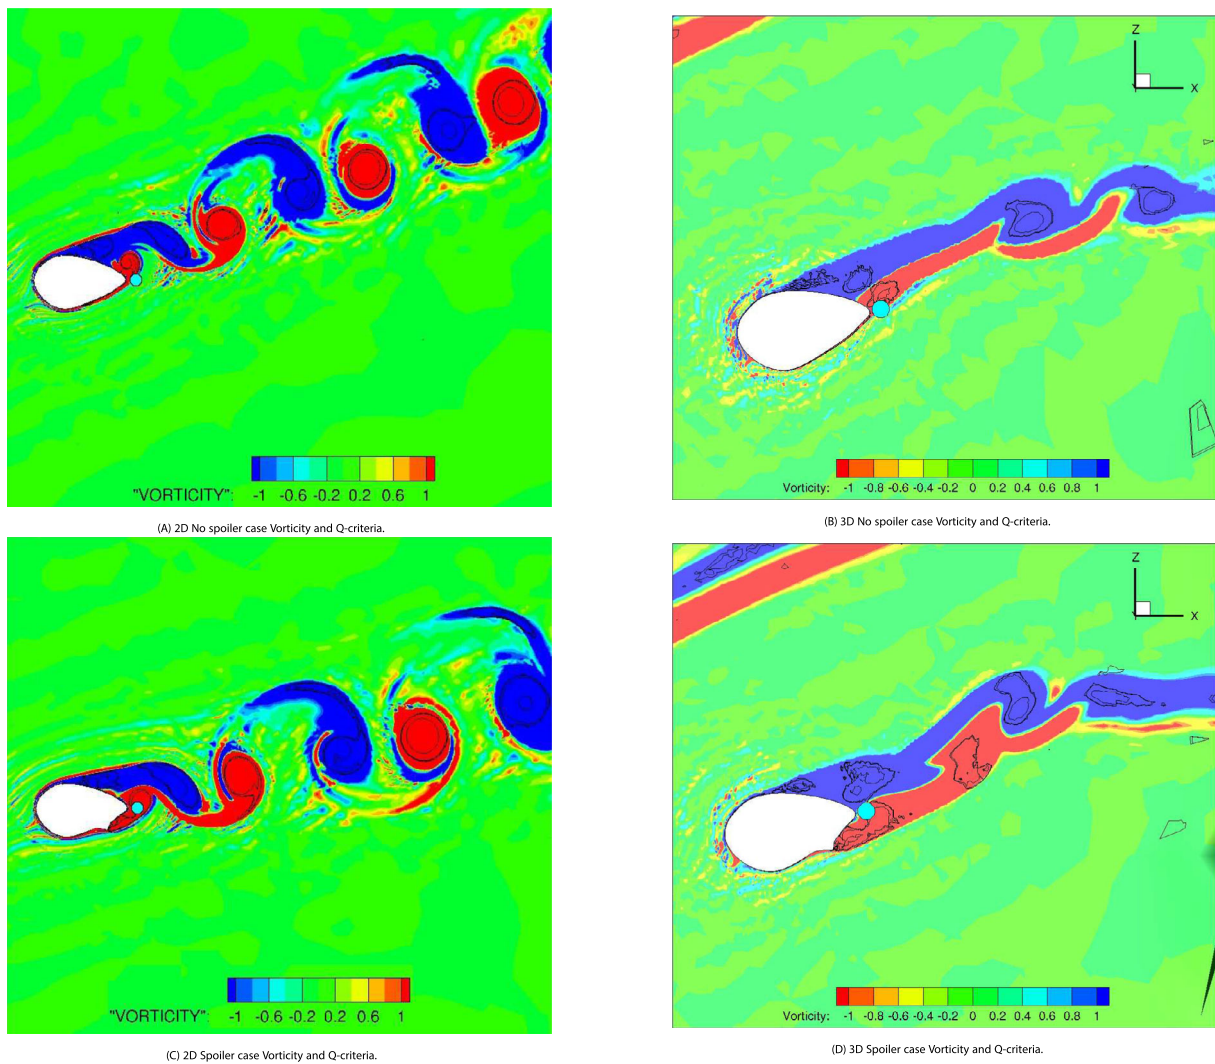 "VORTICITY": -1 -0.6 -0.2 0.2 0.6 1
(A) 2D No spoiler case Vorticity and Q-criteria.
Z
X
Vorticity: -1 -0.8 -0.6 -0.4 -0.2 0 0.2 0.4 0.6 0.8 1
(B) 3D No spoiler case Vorticity and Q-criteria.
"VORTICITY": -1 -0.6 -0.2 0.2 0.6 1
(C) 2D Spoiler case Vorticity and Q-criteria.
Z
X
Vorticity: -1 -0.8 -0.6 -0.4 -0.2 0 0.2 0.4 0.6 0.8 1
(D) 3D Spoiler case Vorticity and Q-criteria.